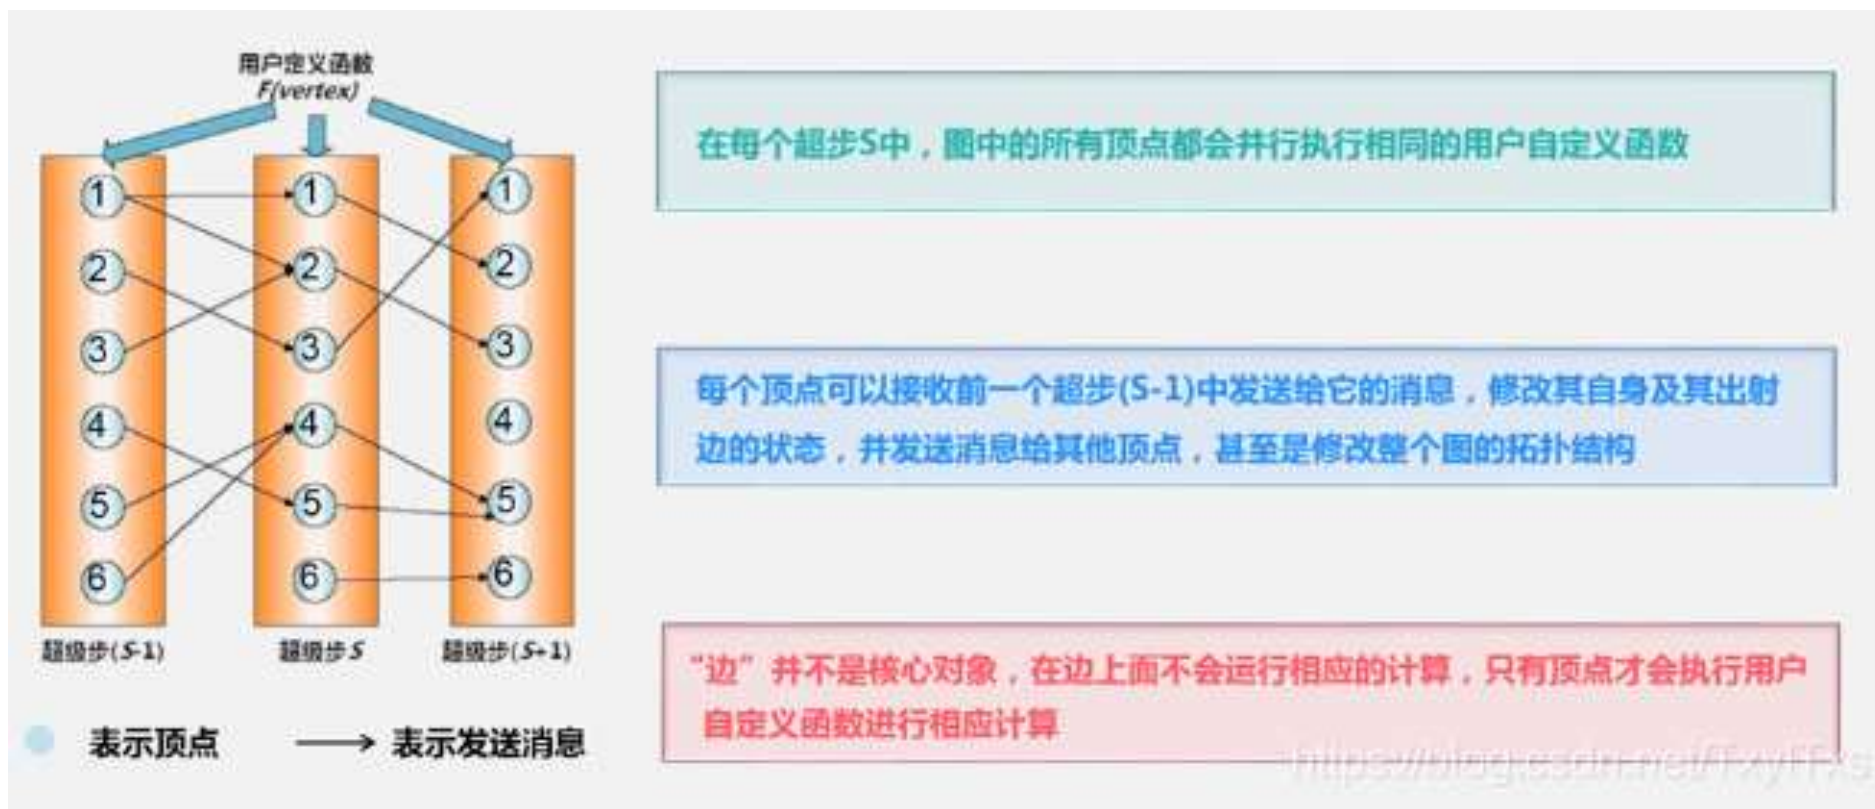 用户定义函数
F(vertex)
1
1
1
2
2
2
3
3
3
4
4
4
5
5
5
6
6
6
超级步(S-1)
超级步S
超级步(S+1)
表示顶点
表示发送消息
在每个超步S中，图中的所有顶点都会并行执行相同的用户自定义函数
每个顶点可以接收前一个超步(S-1)中发送给它的消息，修改其自身及其出射
边的状态，并发送消息给其他顶点，甚至是修改整个图的拓扑结构
“边”并不是核心对象，在边上面不会运行相应的计算，只有顶点才会执行用户
自定义函数进行相应计算